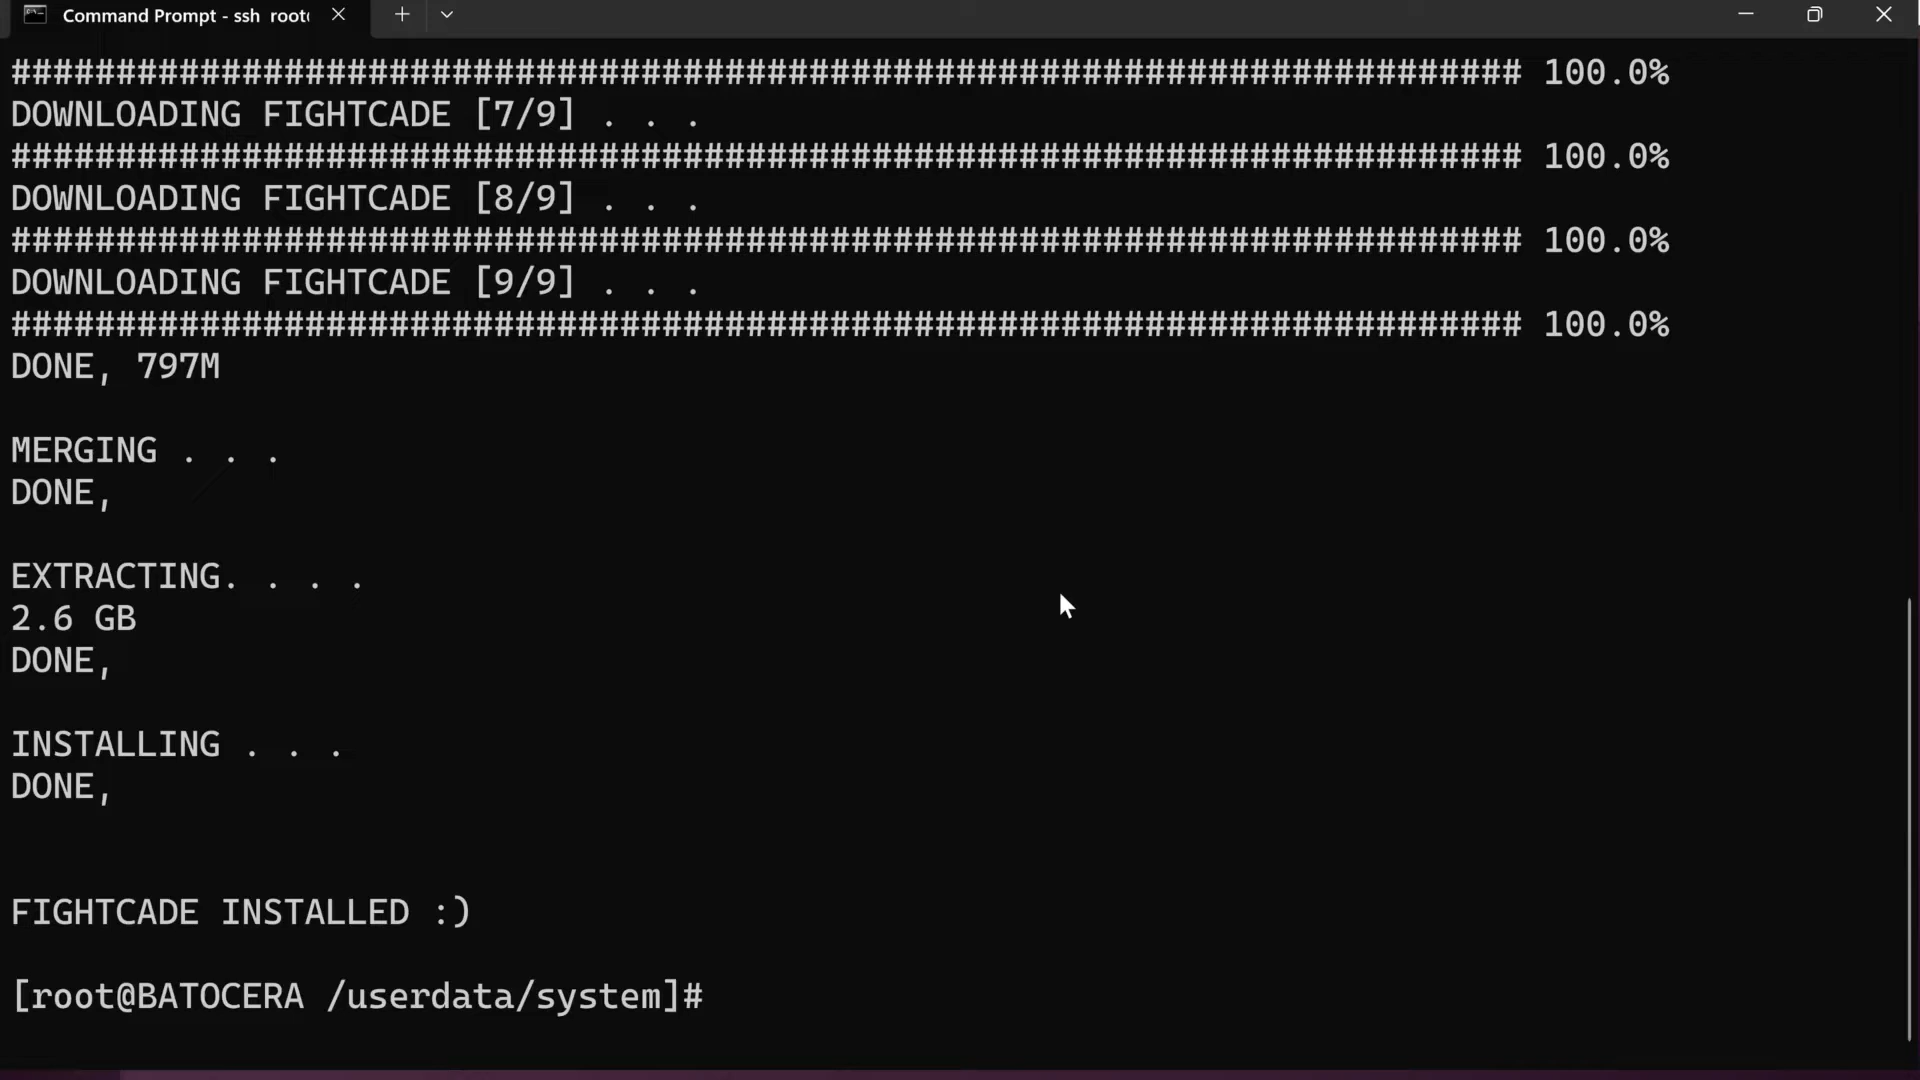 Command Prompt - ssh root
######################################################################## 100.0%
DOWNLOADING FIGHTCADE [7/9] . . .
######################################################################## 100.0%
DOWNLOADING FIGHTCADE [8/9] . . .
######################################################################## 100.0%
DOWNLOADING FIGHTCADE [9/9] . . .
######################################################################## 100.0%
DONE, 797M
MERGING . . .
DONE,
EXTRACTING. . . .
2.6 GB
DONE,
INSTALLING . . .
DONE,
FIGHTCADE INSTALLED :)
[root@BATOCERA /userdata/system]#